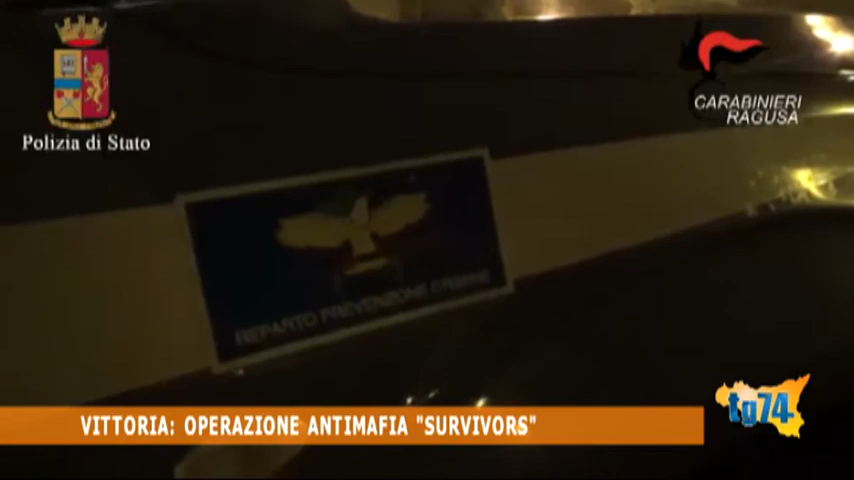 Polizia di Stato
CARABINIERI
RAGUSA
REPARTO PREVENZIONE CRIMINE
VITTORIA: OPERAZIONE ANTIMAFIA "SURVIVORS"
tg74